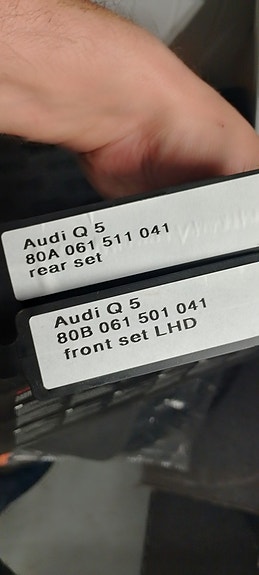 Audi Q 5
80A 061 511 041
rear set
Audi Q 5
80B 061 501 041
front set LHD